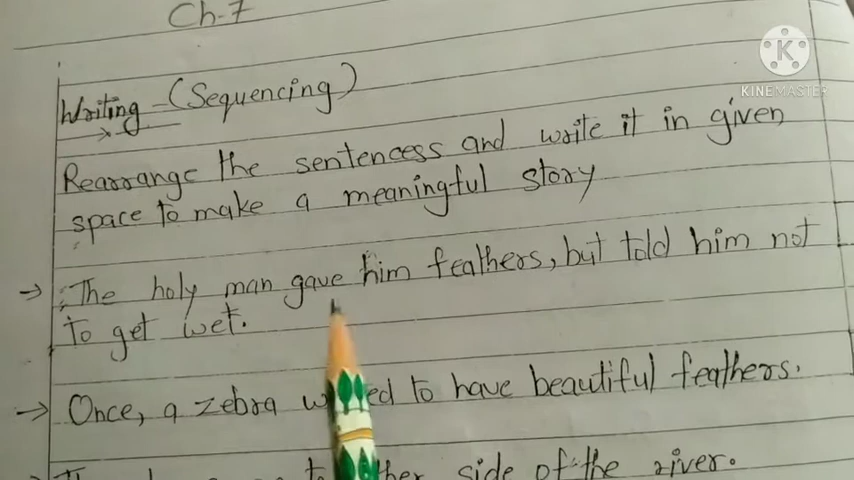 Ch-7
KINEMASTER
Writing - (Sequencing)
Rearrange the sentencess and write it in given
space to make a meaningful story
→ The holy man gave him feathers, but told him not
to get wet.
→ Once, a zebra to have beautiful feathers.
side of the river.